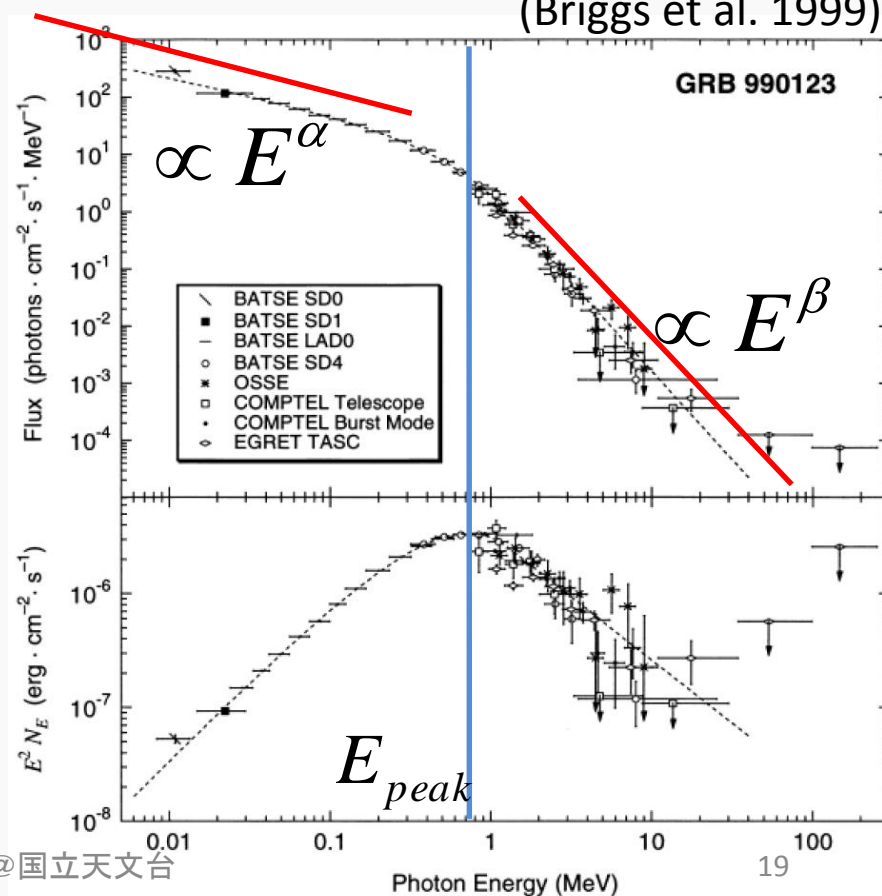 (Briggs et al. 1999)
GRB 990123
10³
10²
10¹
10⁰
10⁻¹
10⁻²
10⁻³
10⁻⁴
Flux (photons · cm⁻² · s⁻¹ · MeV⁻¹)
∝ E^α
∝ E^β
BATSE SD0
BATSE SD1
BATSE LAD0
BATSE SD4
OSSE
COMPTEL Telescope
COMPTEL Burst Mode
EGRET TASC
10⁻⁶
10⁻⁷
10⁻⁸
E² N_E (erg · cm⁻² · s⁻¹)
E_peak
0.01 0.1 1 10 100
Photon Energy (MeV)
@国立天文台
19